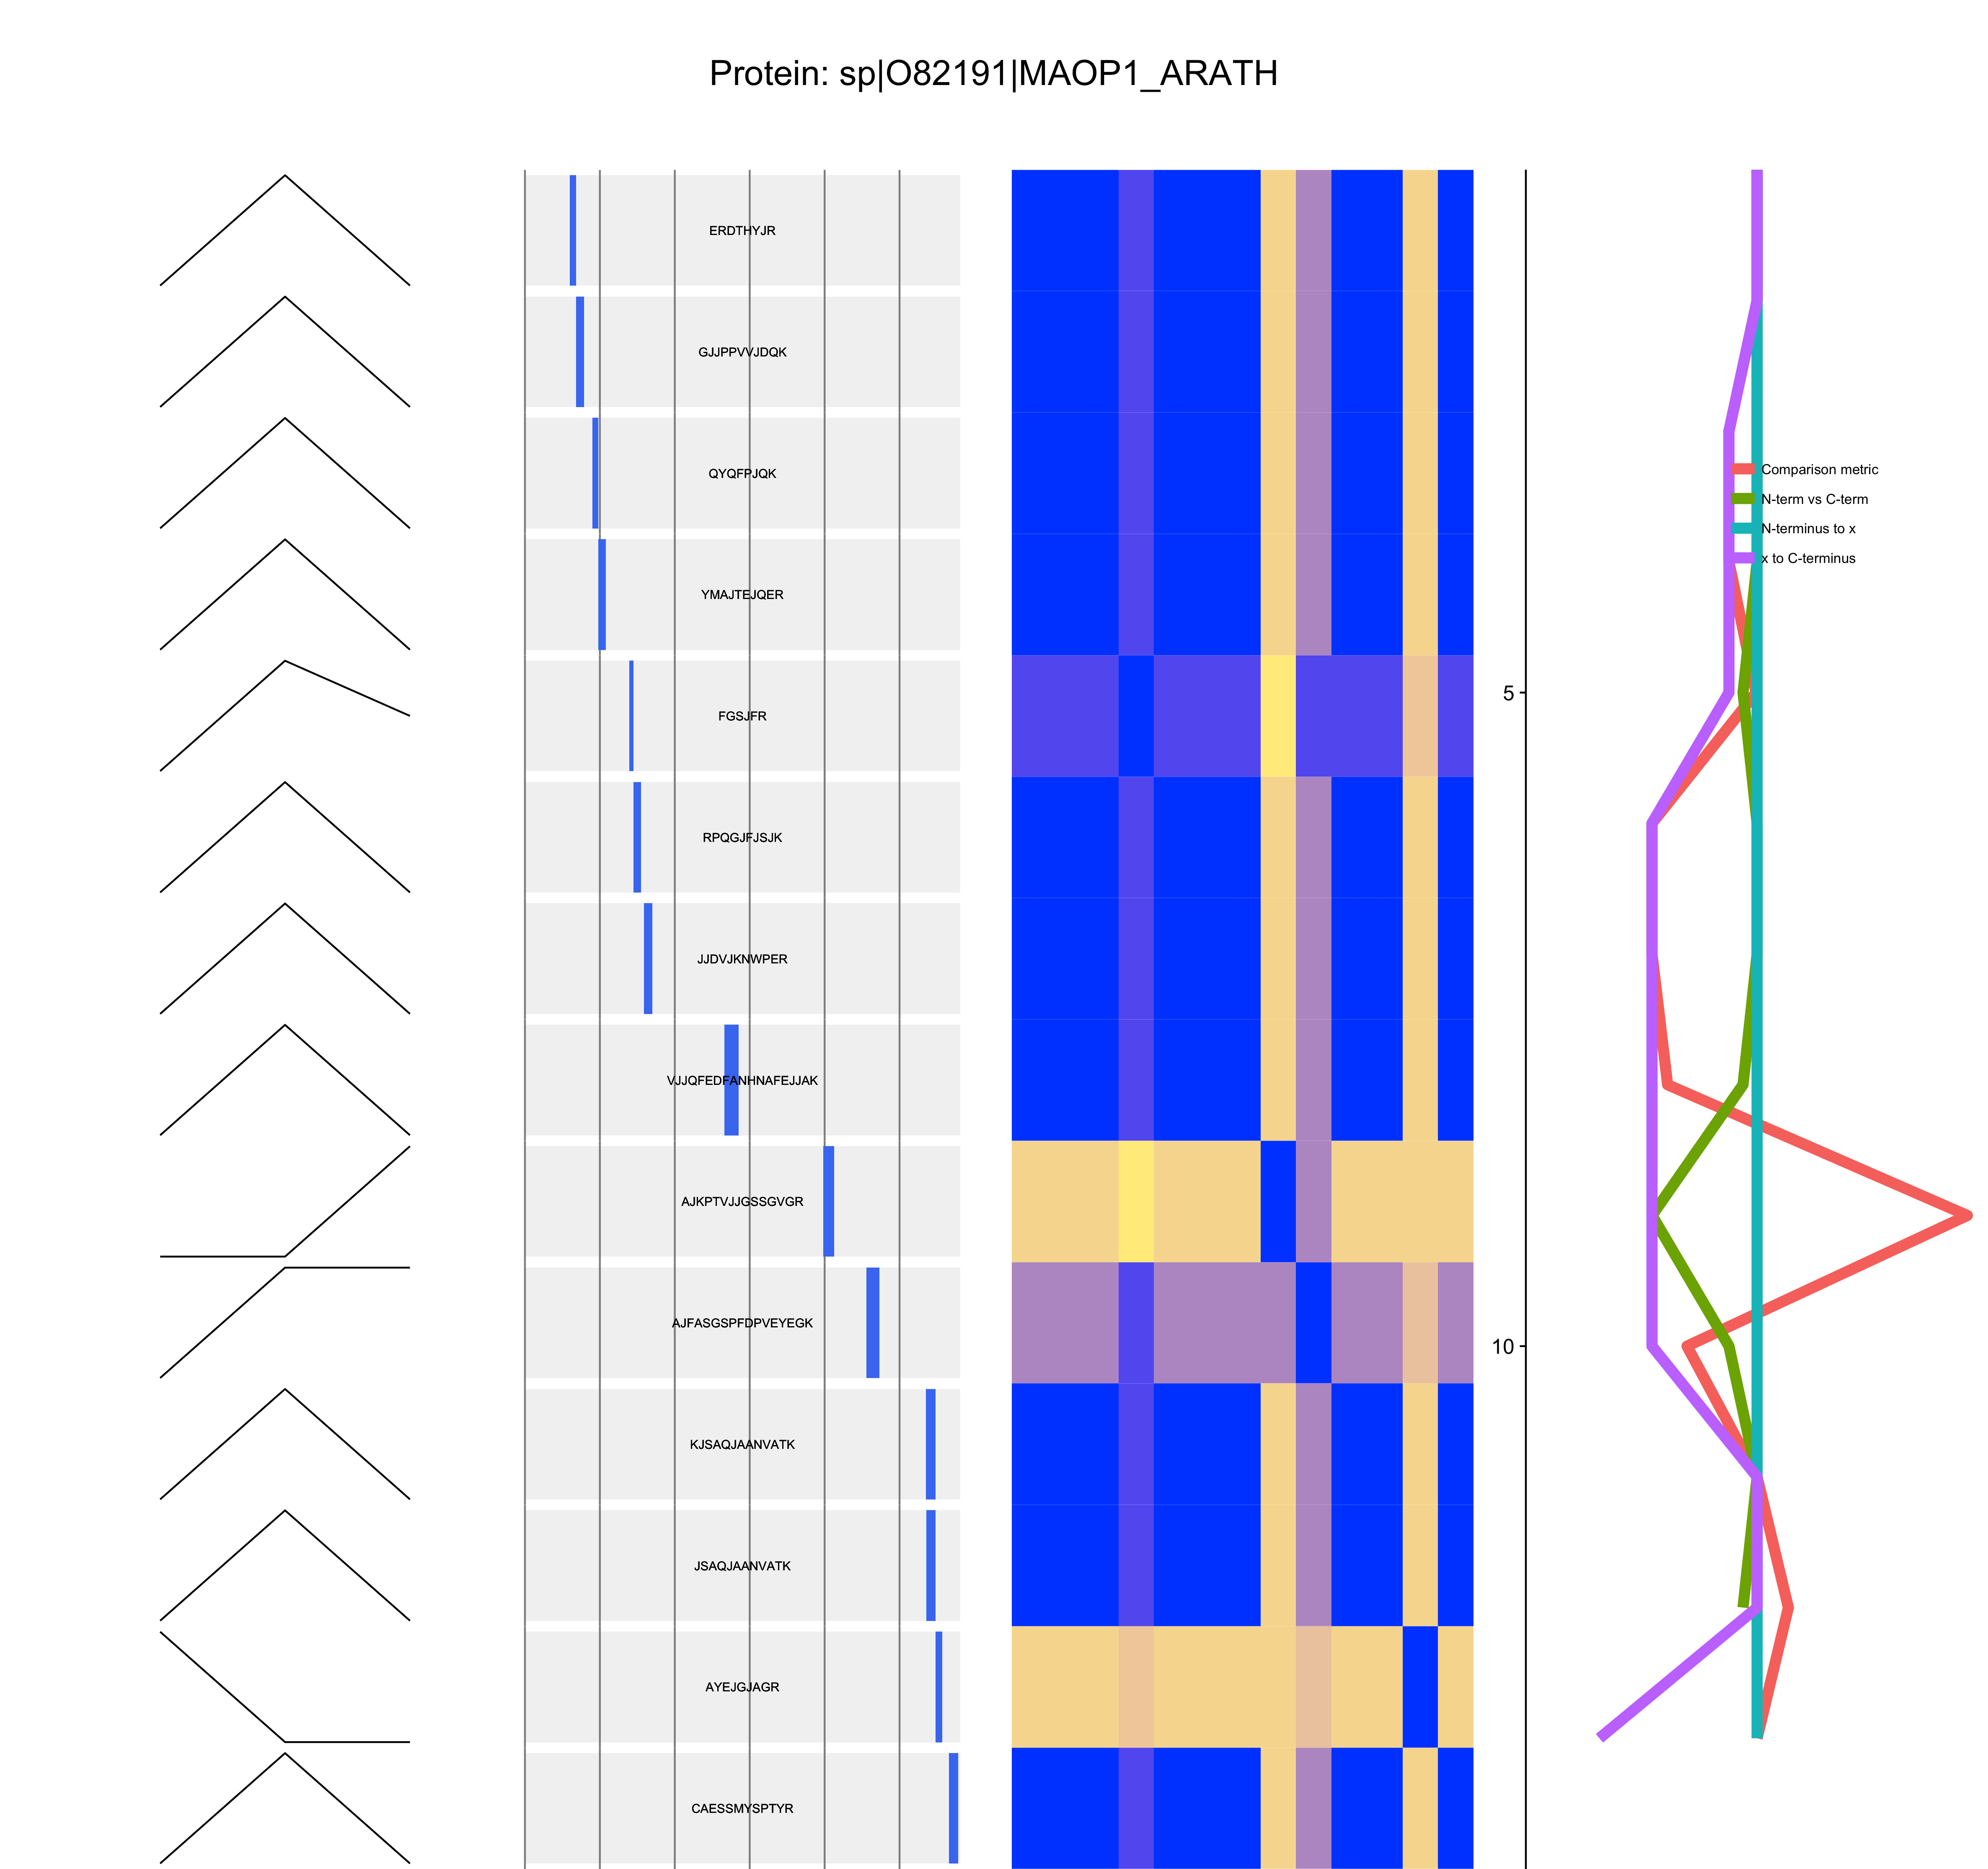 Protein: sp|O82191|MAOP1_ARATH
ERDTHYJR
GJJPPVVJDQK
QYQFPJQK
Comparison metric
N-term vs C-term
N-terminus to x
x to C-terminus
YMAJTEJQER
5
FGSJFR
RPQGJFJSJK
JJDVJKNWPER
VJJQFEDFANHNAFEJJAK
AJKPTVJJGSSGVGR
AJFASGSPFDPVEYEGK
10
KJSAQJAANVATK
JSAQJAANVATK
AYEJGJAGR
CAESSMYSPTYR